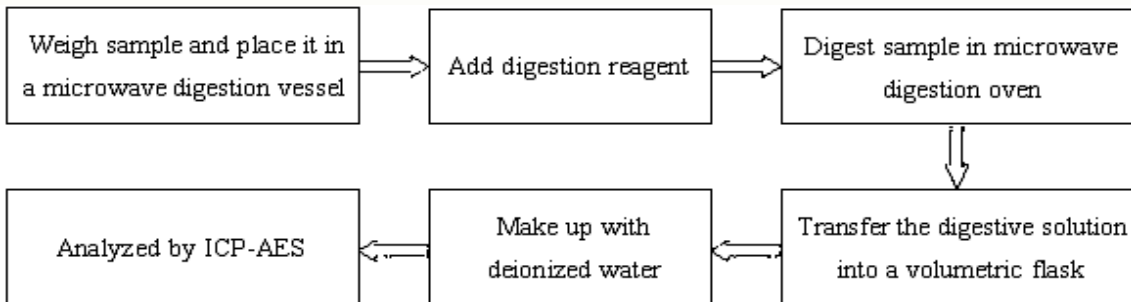 Weigh sample and place it in
a microwave digestion vessel
Add digestion reagent
Digest sample in microwave
digestion oven
Transfer the digestive solution
into a volumetric flask
Make up with
deionized water
Analyzed by ICP-AES